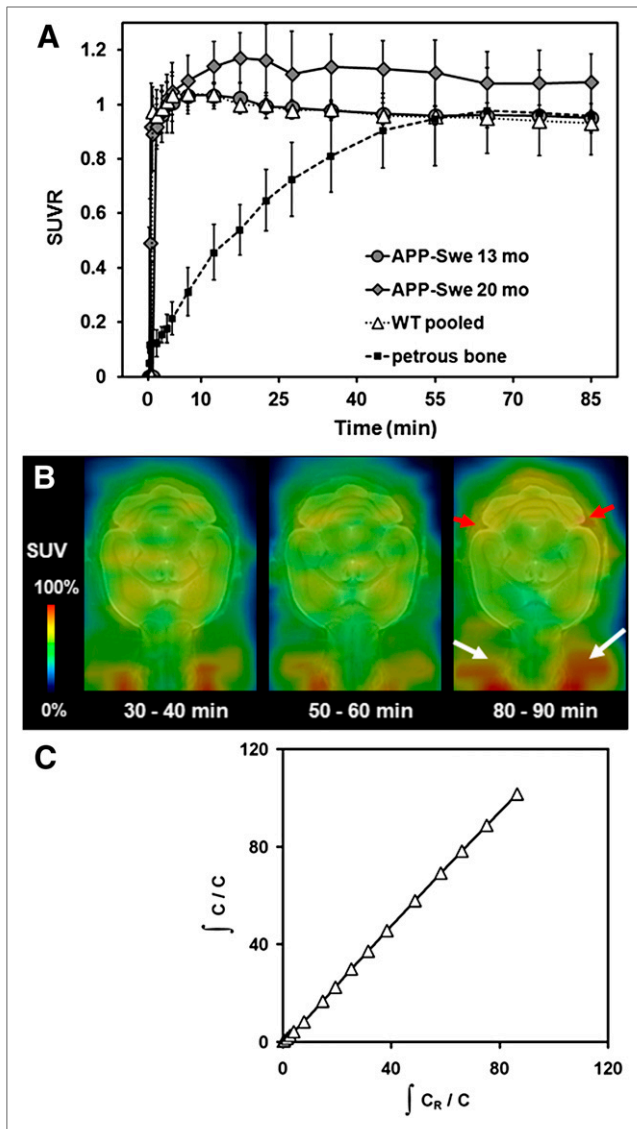 A
SUVR
1.2
1
0.8
0.6
0.4
0.2
0
APP-Swe 13 mo
APP-Swe 20 mo
WT pooled
petrous bone
0 10 25 40 55 70 85
Time (min)
B
SUV
100%
0%
30 - 40 min
50 - 60 min
80 - 90 min
C
120
80
40
0
∫ C / C
0 40 80 120
∫ C_R / C